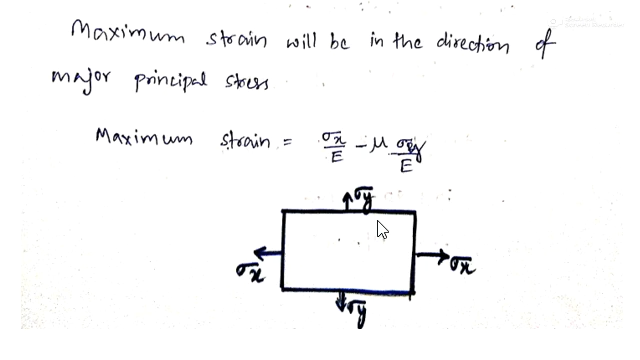 Maximum strain will be in the direction of
major principal stress
Maximum strain = σx/E - μ σy/E
σy
σx
σx
σy